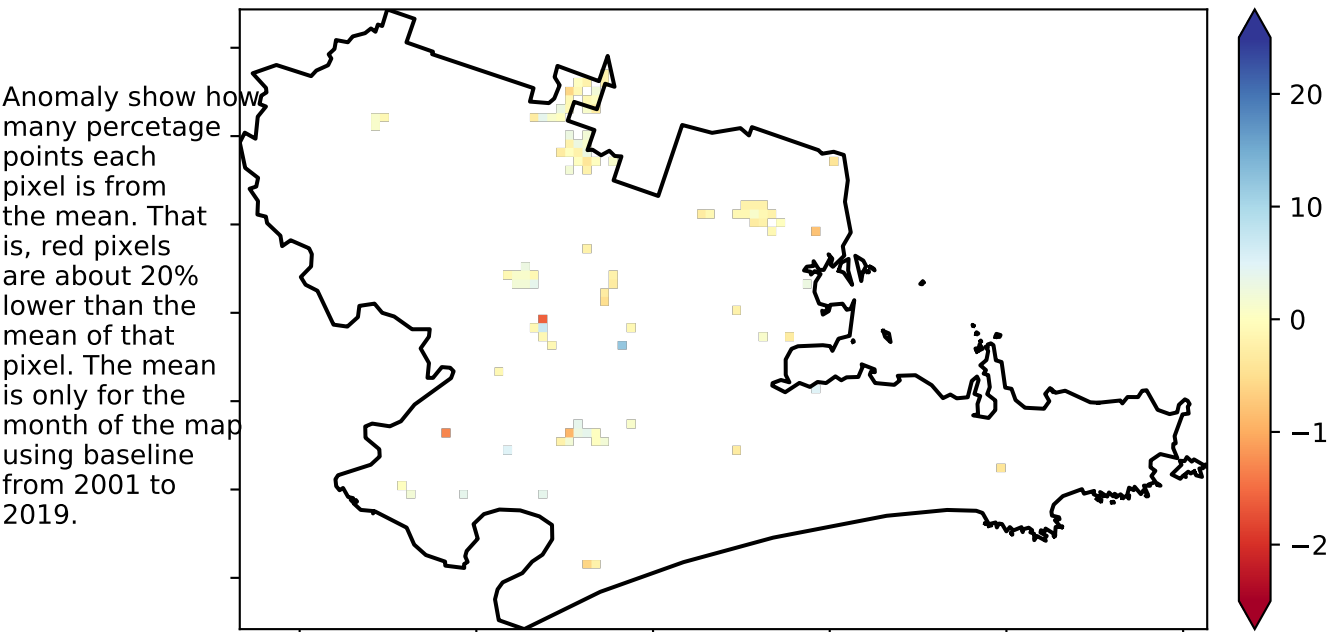 Anomaly show how
many percetage
points each
pixel is from
the mean. That
is, red pixels
are about 20%
lower than the
mean of that
pixel. The mean
is only for the
month of the map
using baseline
from 2001 to
2019.
20
10
0
−1
−2